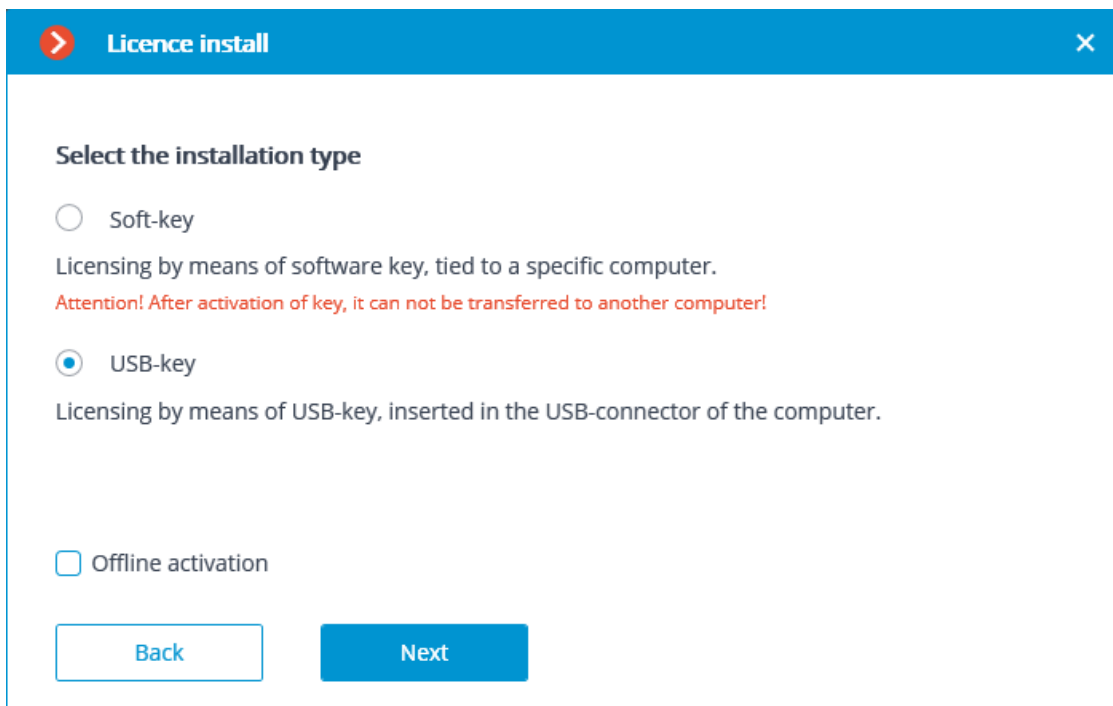 Licence install
Select the installation type
Soft-key
Licensing by means of software key, tied to a specific computer.
Attention! After activation of key, it can not be transferred to another computer!
USB-key
Licensing by means of USB-key, inserted in the USB-connector of the computer.
Offline activation
Back Next